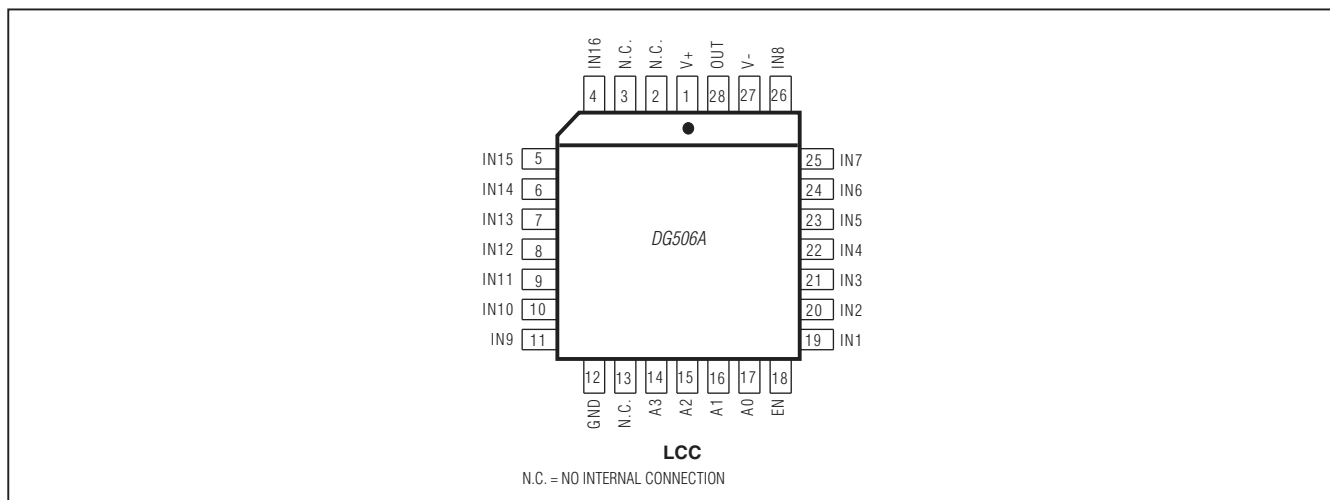 IN16 N.C. N.C. V+ OUT V- IN8
4 3 2 1 28 27 26
IN15 5 25 IN7
IN14 6 24 IN6
IN13 7 23 IN5
IN12 8 DG506A 22 IN4
IN11 9 21 IN3
IN10 10 20 IN2
IN9 11 19 IN1
12 13 14 15 16 17 18
GND N.C. A3 A2 A1 A0 EN
LCC
N.C. = NO INTERNAL CONNECTION